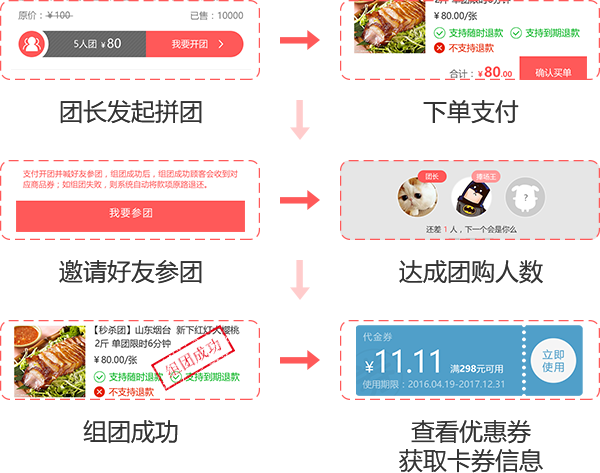 原价：￥100
已售：10000
5人团 ￥80
我要开团
团长发起拼团
2斤 单团限时6分钟
￥80.00/张
支持随时退款 支持到期退款
不支持退款
合计：￥80.00
确认买单
下单支付
支付开团并喊好友参团，组团成功后，组团成功顾客会收到对
应商品券；如组团失败，则系统自动将款项原路退还。
我要参团
邀请好友参团
团长
捧场王
?
还差 1 人，下一个会是你么
达成团购人数
【秒杀团】山东烟台 新下红灯大樱桃
2斤 单团限时6分钟
￥80.00/张
支持随时退款 支持到期退款
不支持退款
组团成功
组团成功
代金券
￥11.11 满298元可用
使用期限：2016.04.19-2017.12.31
立即
使用
查看优惠券
获取卡券信息